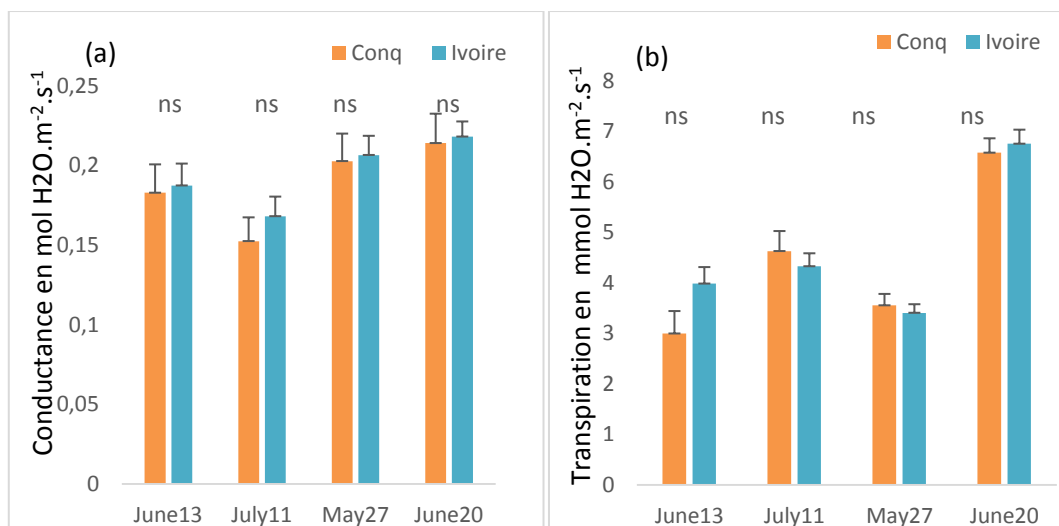 (a)
Conq Ivoire
Conductance en mol H2O.m-².s-¹
0,25
0,2
0,15
0,1
0,05
0
ns ns ns ns
June13 July11 May27 June20
(b)
Conq Ivoire
Transpiration en mmol H2O.m-².s-¹
8
7
6
5
4
3
2
1
0
ns ns ns ns
June13 July11 May27 June20